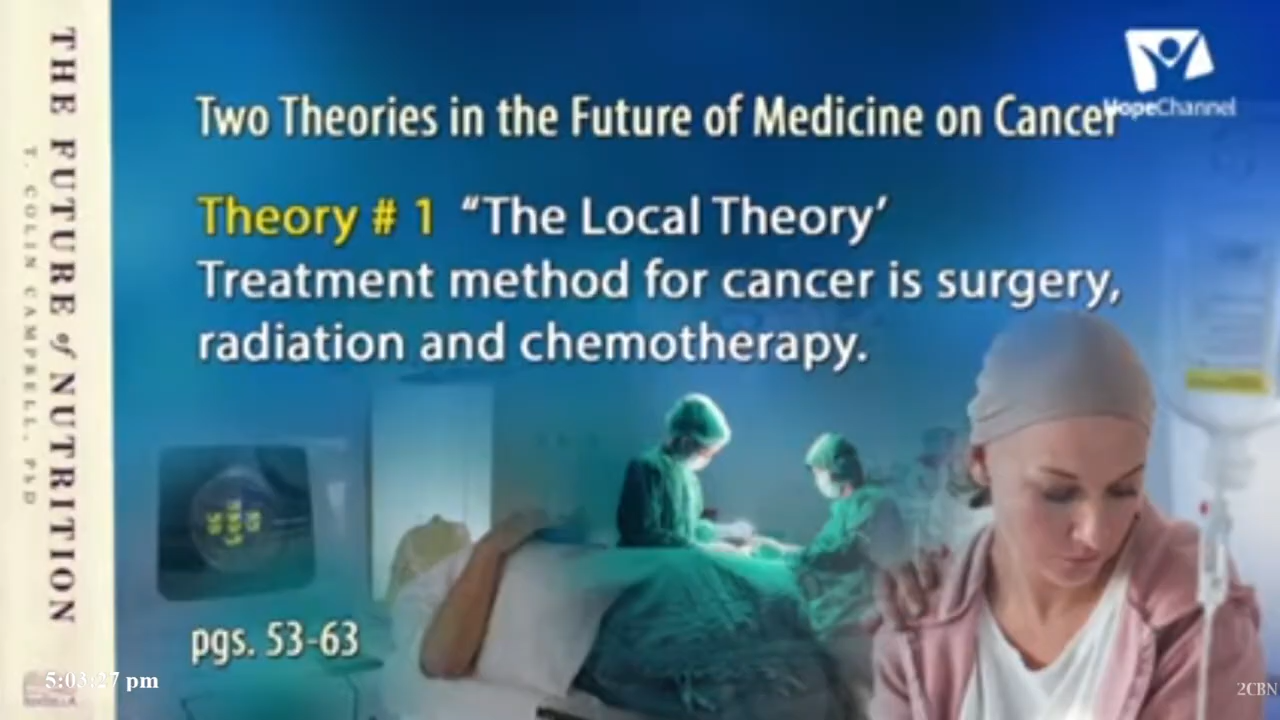 THE FUTURE of NUTRITION
T. COLIN CAMPBELL, PhD
HopeChannel
Two Theories in the Future of Medicine on Cancer
Theory # 1 “The Local Theory’
Treatment method for cancer is surgery,
radiation and chemotherapy.
pgs. 53-63
5:03:27 pm
2CBN